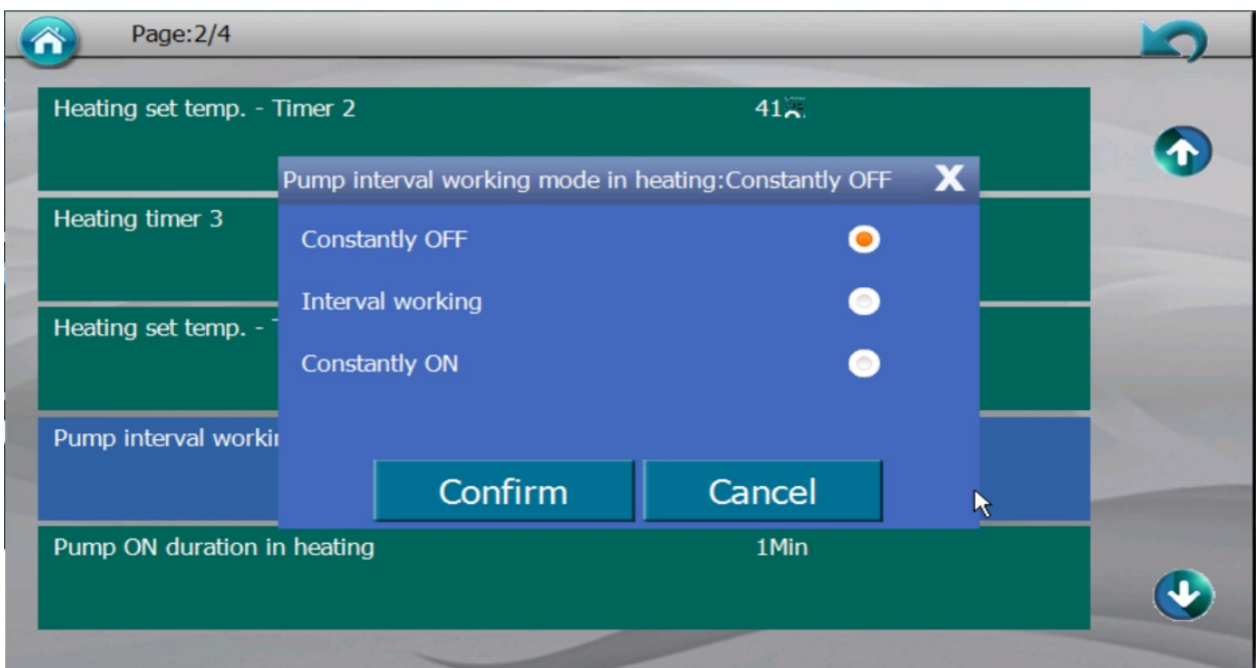 Page:2/4
Heating set temp. - Timer 2 41
Pump interval working mode in heating:Constantly OFF X
Heating timer 3
Constantly OFF
Interval working
Heating set temp. -
Constantly ON
Pump interval
Confirm Cancel
Pump ON duration in heating 1Min